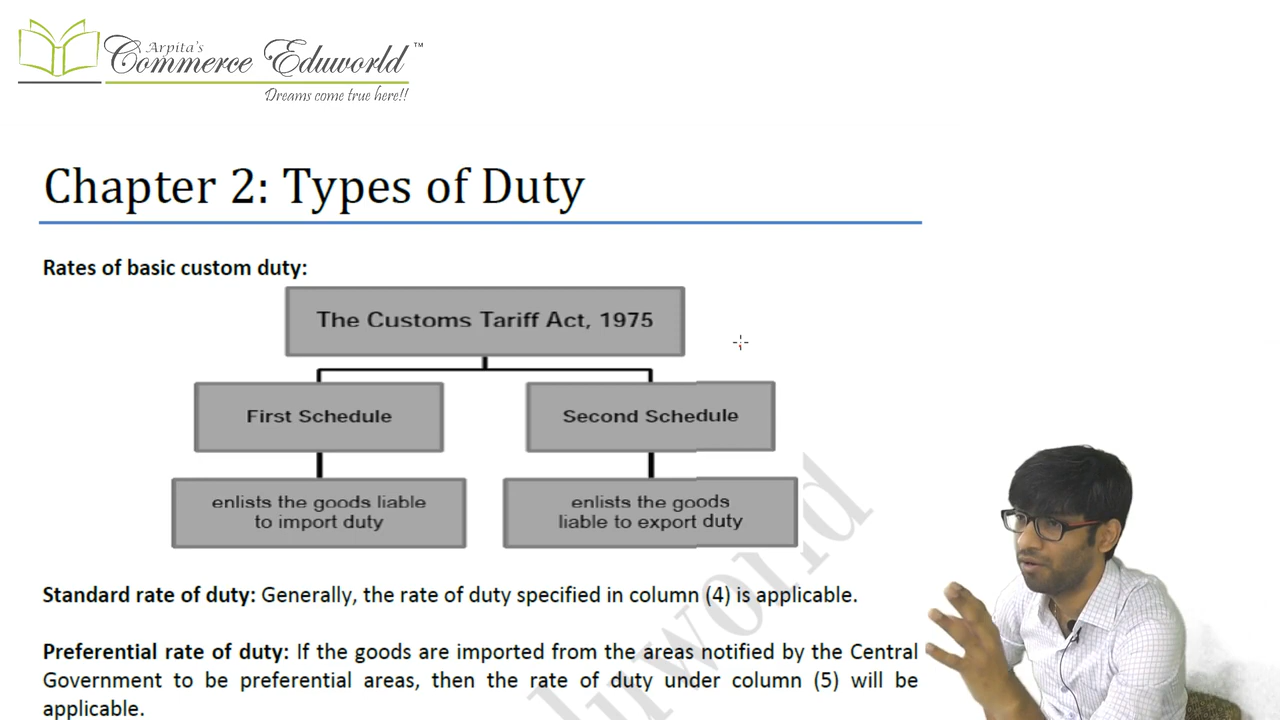 Arpita's
Commerce Eduworld™
Dreams come true here!!
Chapter 2: Types of Duty
Rates of basic custom duty:
The Customs Tariff Act, 1975
First Schedule
Second Schedule
enlists the goods liable
to import duty
enlists the goods
liable to export duty
Standard rate of duty: Generally, the rate of duty specified in column (4) is applicable.
Preferential rate of duty: If the goods are imported from the areas notified by the Central
Government to be preferential areas, then the rate of duty under column (5) will be
applicable.